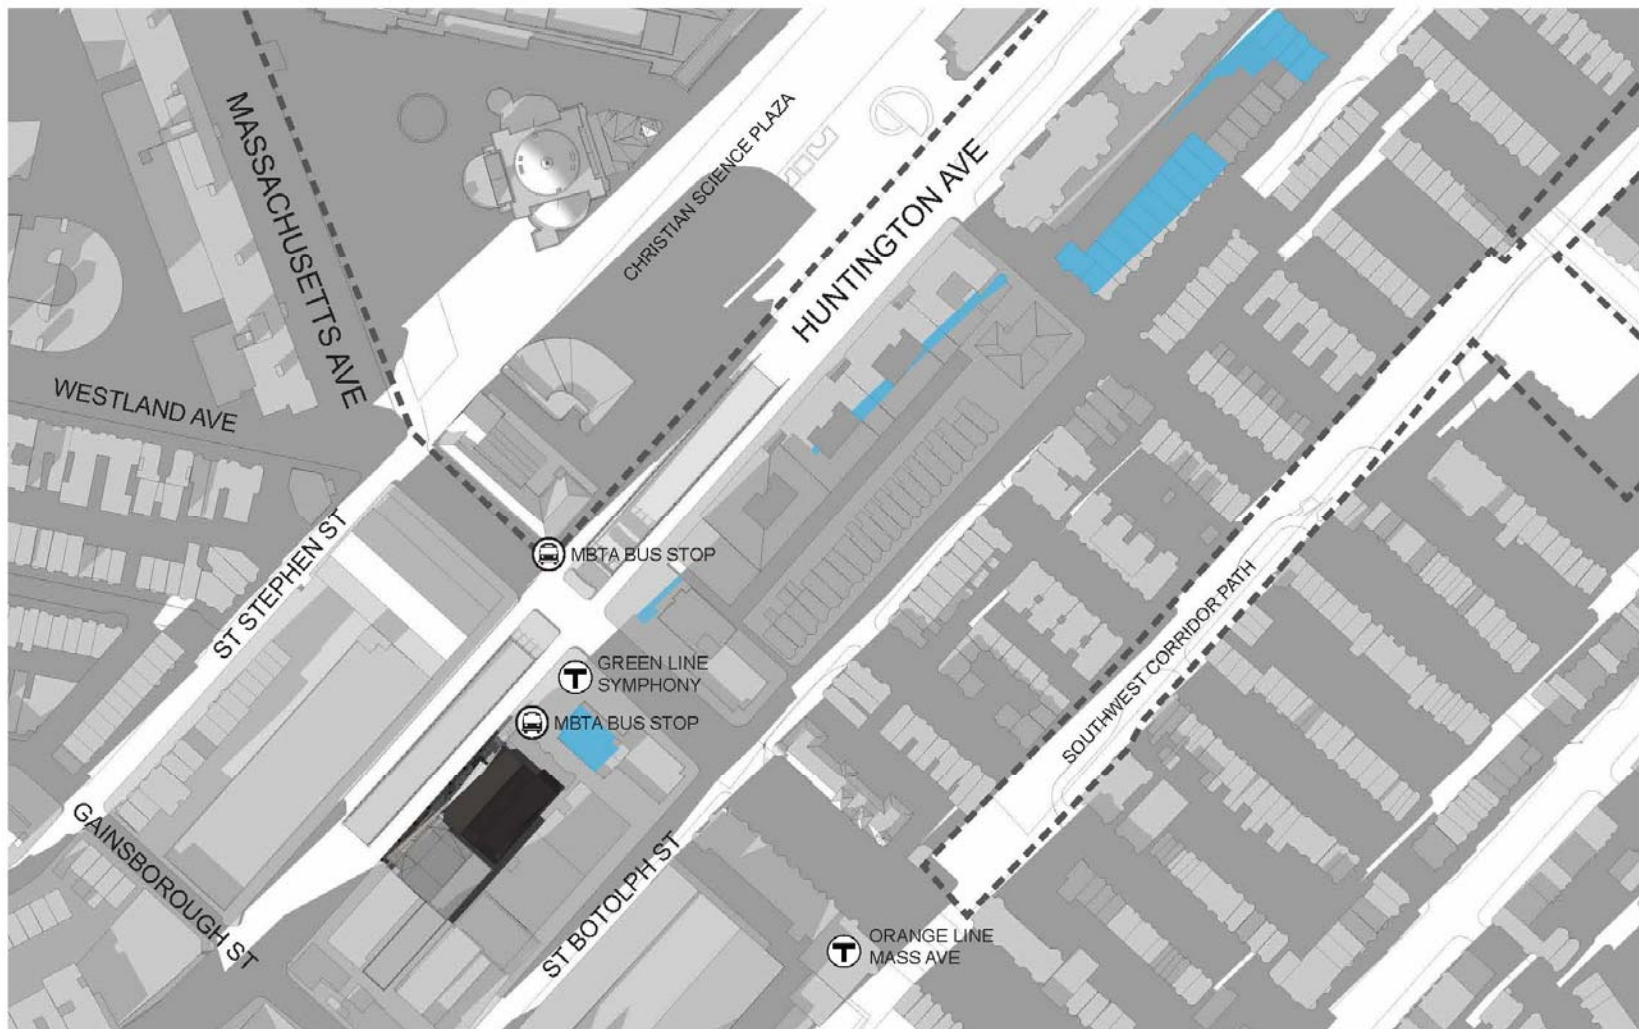 MASSACHUSETTS AVE
CHRISTIAN SCIENCE PLAZA
HUNTINGTON AVE
WESTLAND AVE
ST STEPHEN ST
MBTA BUS STOP
GREEN LINE
SYMPHONY
MBTA BUS STOP
SOUTHWEST CORRIDOR PATH
GAINSBOROUGH ST
ST BOTOLPH ST
T
T
ORANGE LINE
MASS AVE